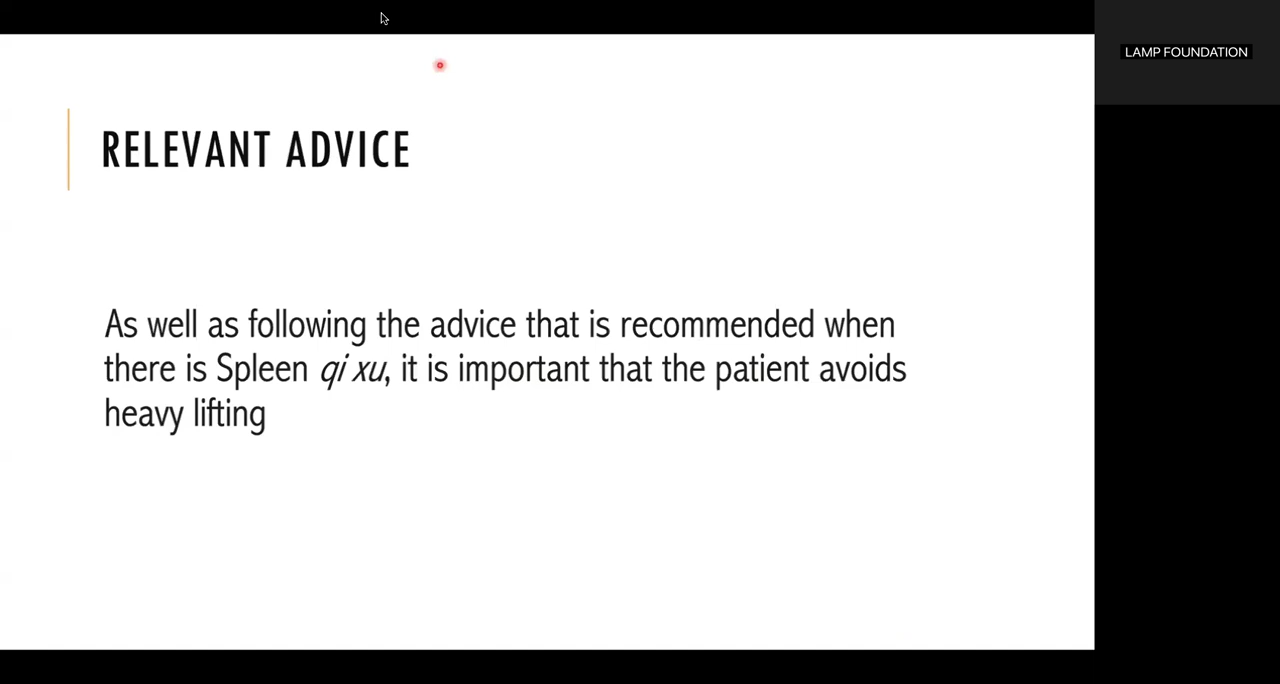 LAMP FOUNDATION
RELEVANT ADVICE
As well as following the advice that is recommended when
there is Spleen qi xu, it is important that the patient avoids
heavy lifting